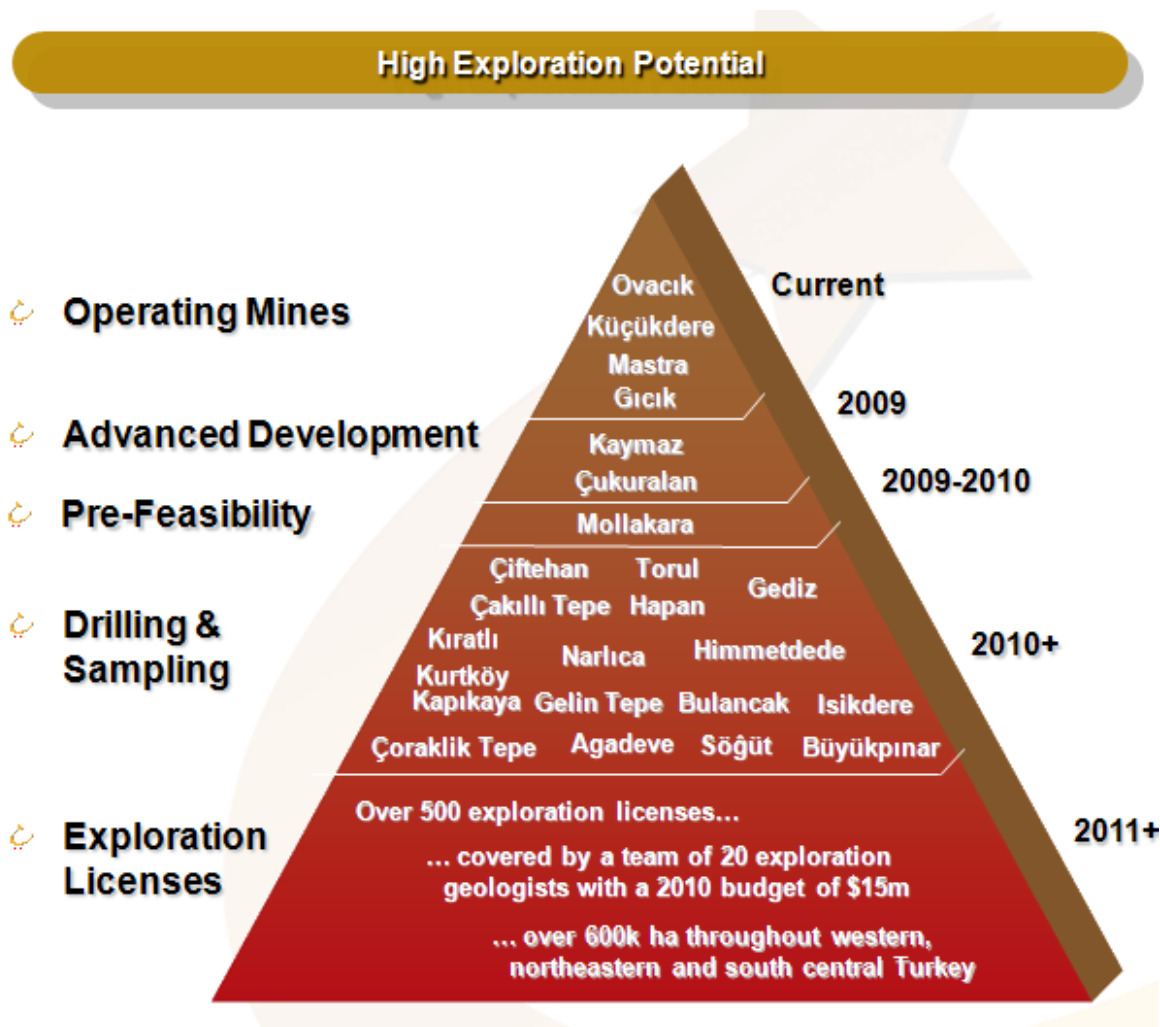 High Exploration Potential
Operating Mines
Advanced Development
Pre-Feasibility
Drilling &
Sampling
Exploration
Licenses
Ovacık
Küçükdere
Mastra
Gıcık
Kaymaz
Çukuralan
Mollakara
Çiftehan Torul
Gediz
Çakıllı Tepe Hapan
Kıratlı
Narlıca Himmetdede
Kurtköy
Kapıkaya Gelin Tepe Bulancak Isikdere
Çoraklik Tepe Agadeve Söğüt Büyükpınar
Over 500 exploration licenses…
… covered by a team of 20 exploration
geologists with a 2010 budget of $15m
... over 600k ha throughout western,
northeastern and south central Turkey
Current
2009
2009-2010
2010+
2011+